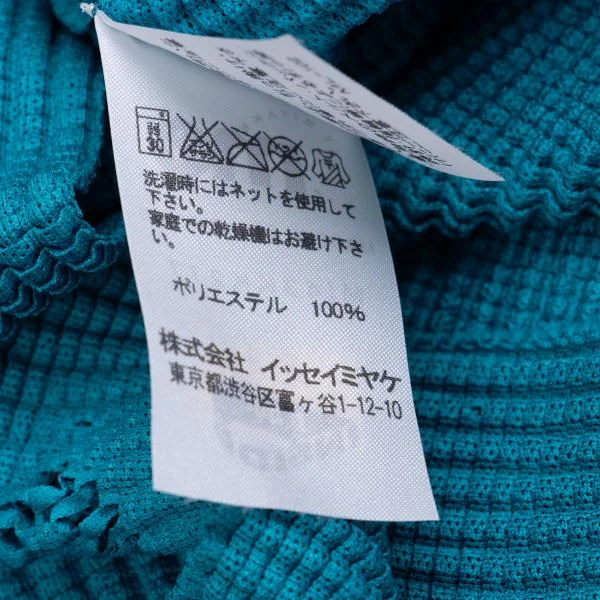 弱
30
洗濯時にはネットを使用して
下さい。
家庭での乾燥機はお避け下さ
い。
ポリエステル 100%
株式会社 イッセイミヤケ
東京都渋谷区富ヶ谷1-12-10